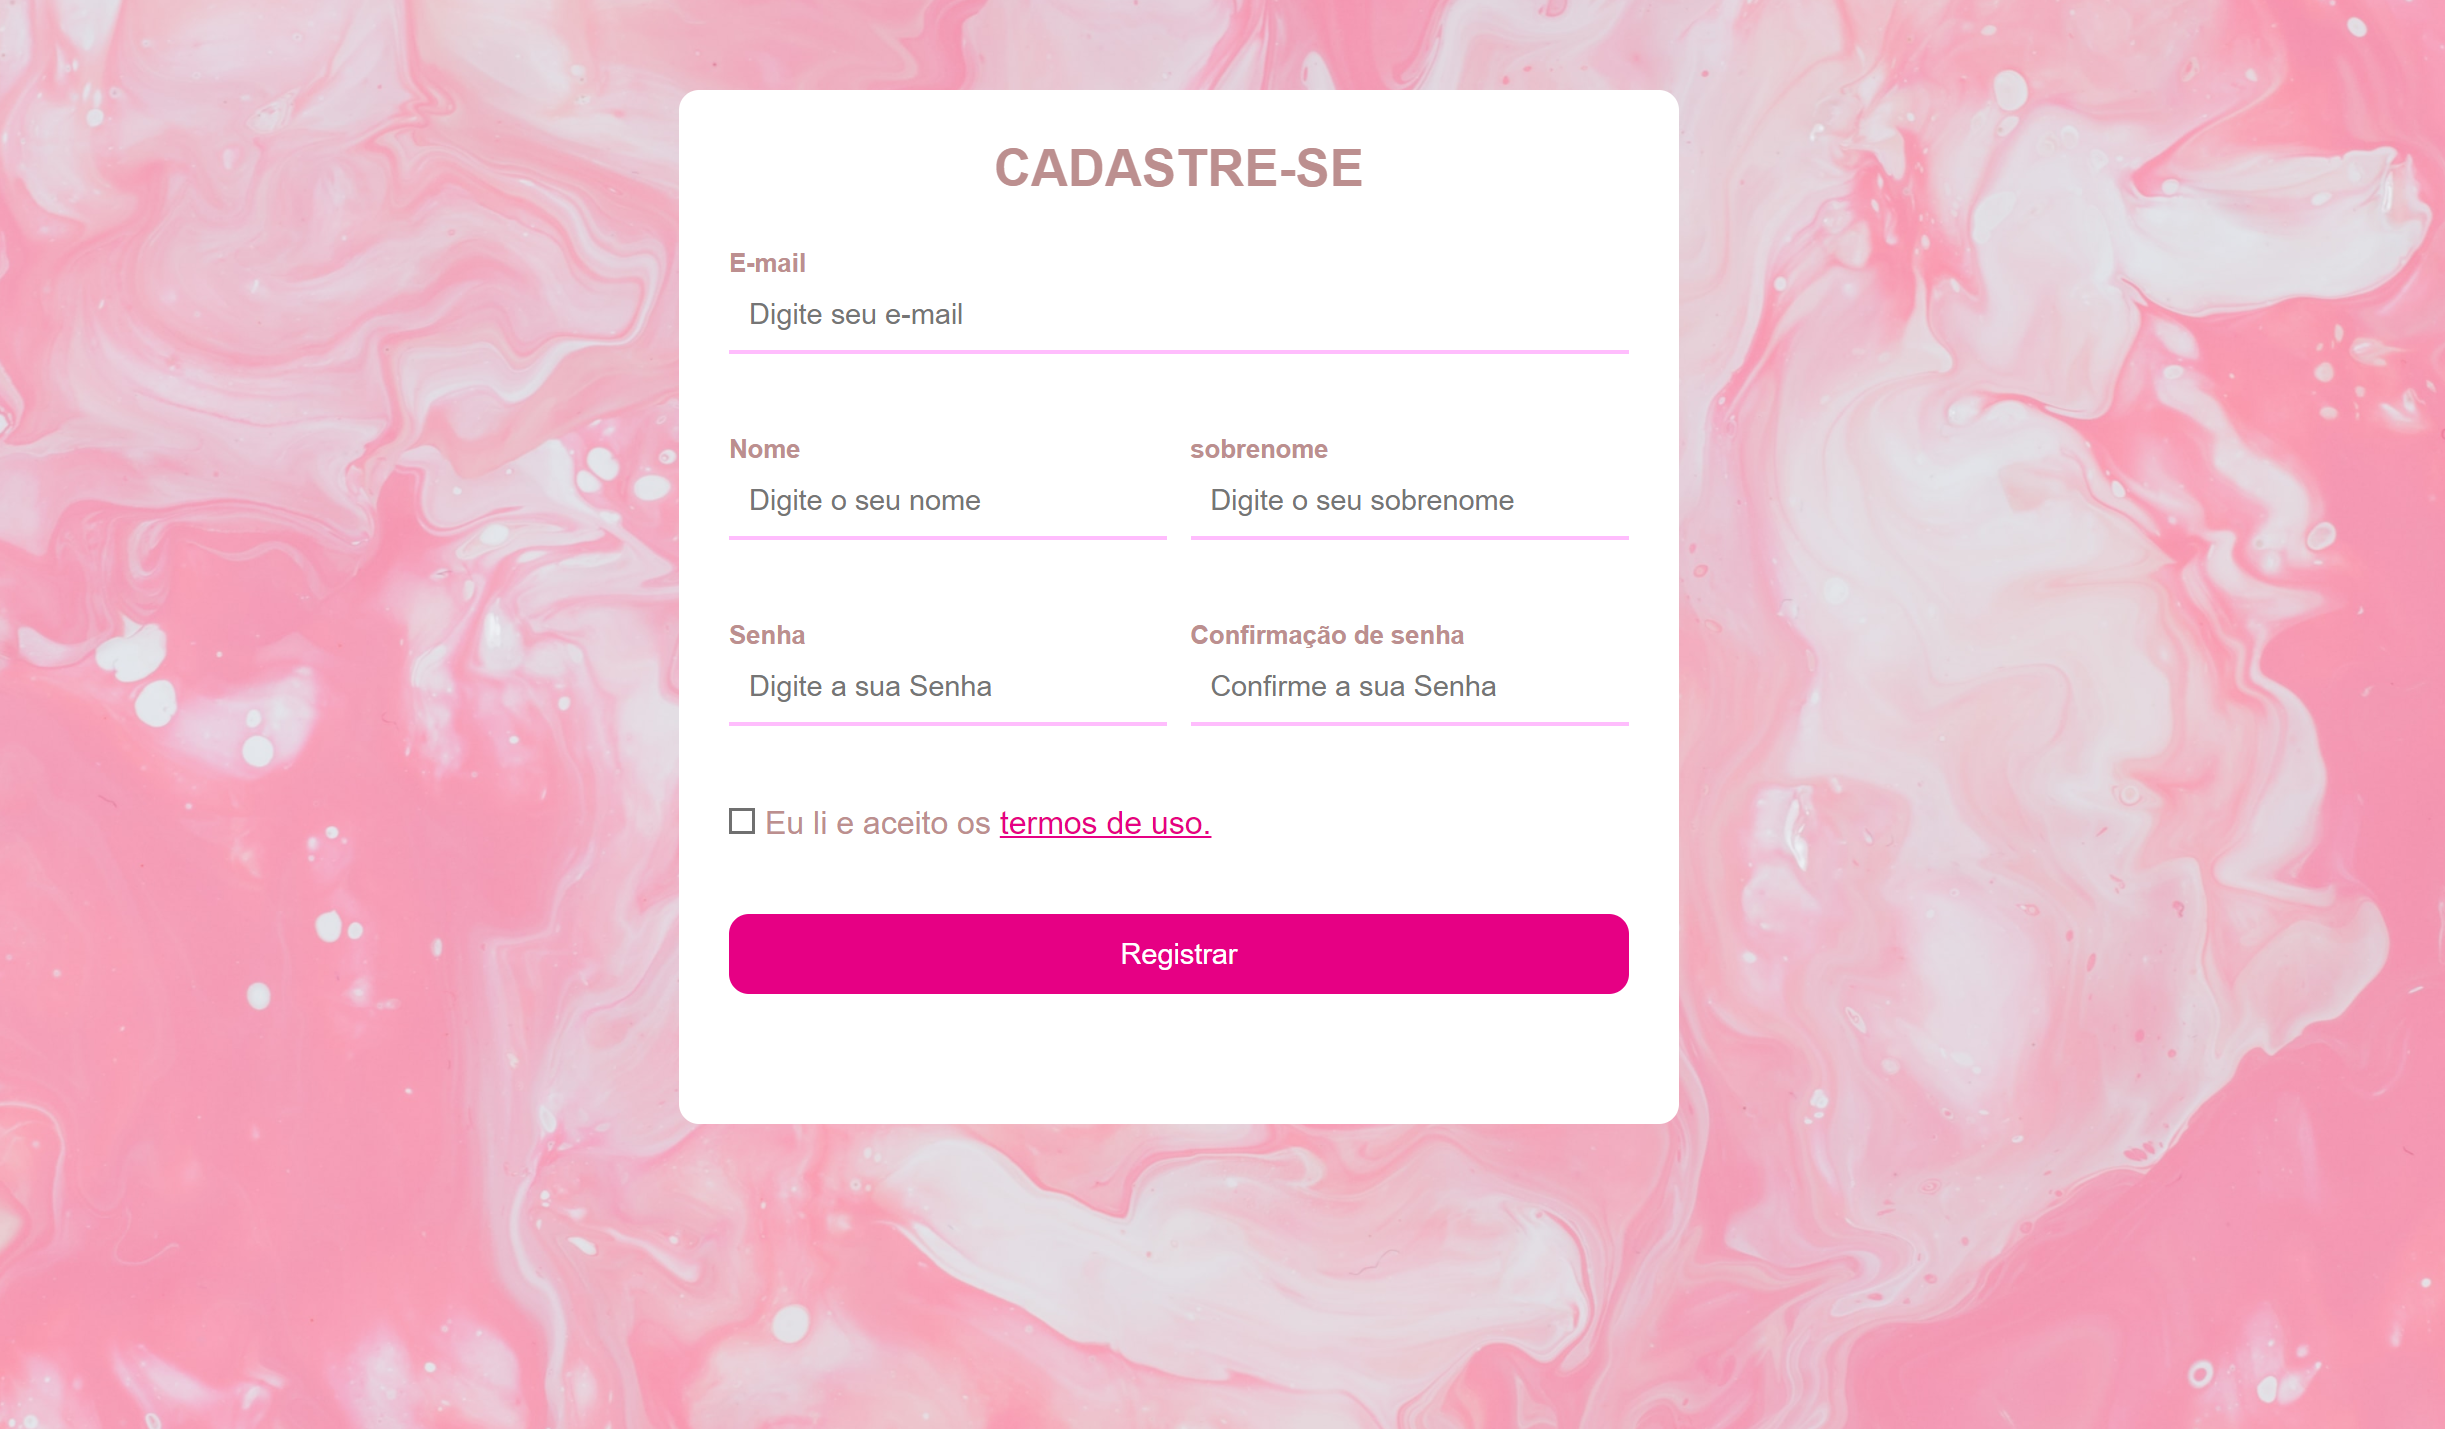 CADASTRE-SE
E-mail
Digite seu e-mail
Nome
sobrenome
Digite o seu nome
Digite o seu sobrenome
Senha
Confirmação de senha
Digite a sua Senha
Confirme a sua Senha
Eu li e aceito os termos de uso.
Registrar